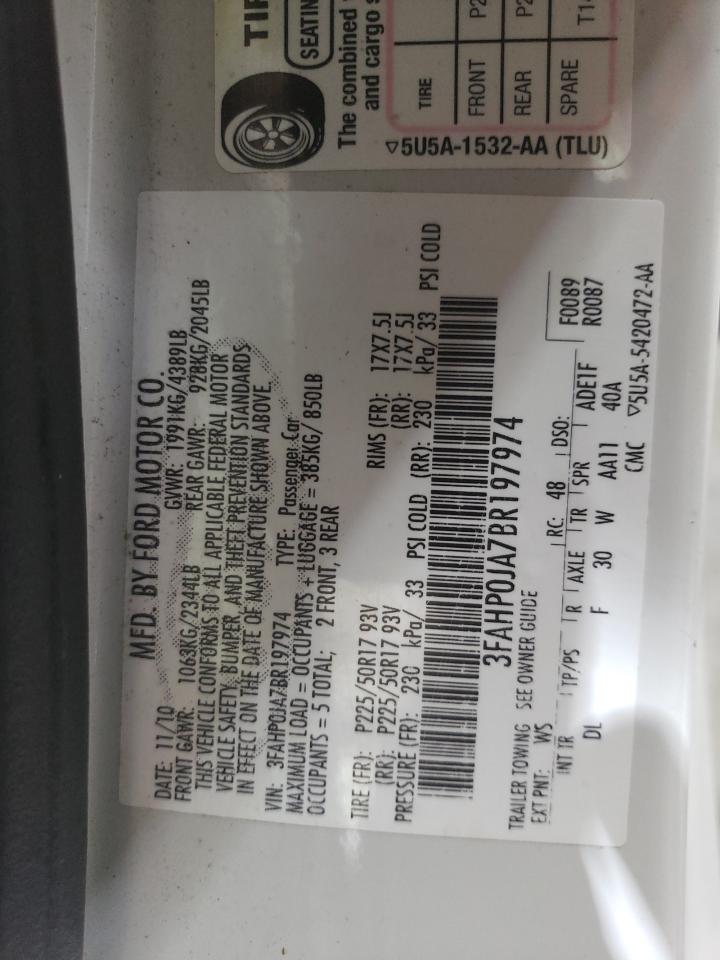 TIR
SEATIN
The combined
and cargo s
TIRE
FRONT P2
REAR P2
SPARE T1
▽5U5A-1532-AA (TLU)
MFD. BY FORD MOTOR CO.
DATE: 11/10 GVWR: 1991KG/4389LB
FRONT GAWR: 1063KG/2344LB REAR GAWR: 928KG/2045LB
THIS VEHICLE CONFORMS TO ALL APPLICABLE FEDERAL MOTOR
VEHICLE SAFETY, BUMPER, AND THEFT PREVENTION STANDARDS
IN EFFECT ON THE DATE OF MANUFACTURE SHOWN ABOVE.
VIN: 3FAHP0JA7BR197974 TYPE: Passenger Car
MAXIMUM LOAD = OCCUPANTS + LUGGAGE = 385KG/ 850LB
OCCUPANTS = 5 TOTAL; 2 FRONT, 3 REAR
TIRE (FR): P225/50R17 93V RIMS (FR): 17X7.5J
(RR): P225/50R17 93V (RR): 17X7.5J
PRESSURE (FR): 230 kPa/ 33 PSI COLD (RR): 230 kPa/ 33 PSI COLD
3FAHP0JA7BR197974
TRAILER TOWING SEE OWNER GUIDE
EXT PNT: WS RC: 48 DSO: F0089
R0087
INT TR TP/PS R AXLE TR SPR ADE1F
DL F 30 W AA11 40A
CMC ▽5U5A-5420472-AA